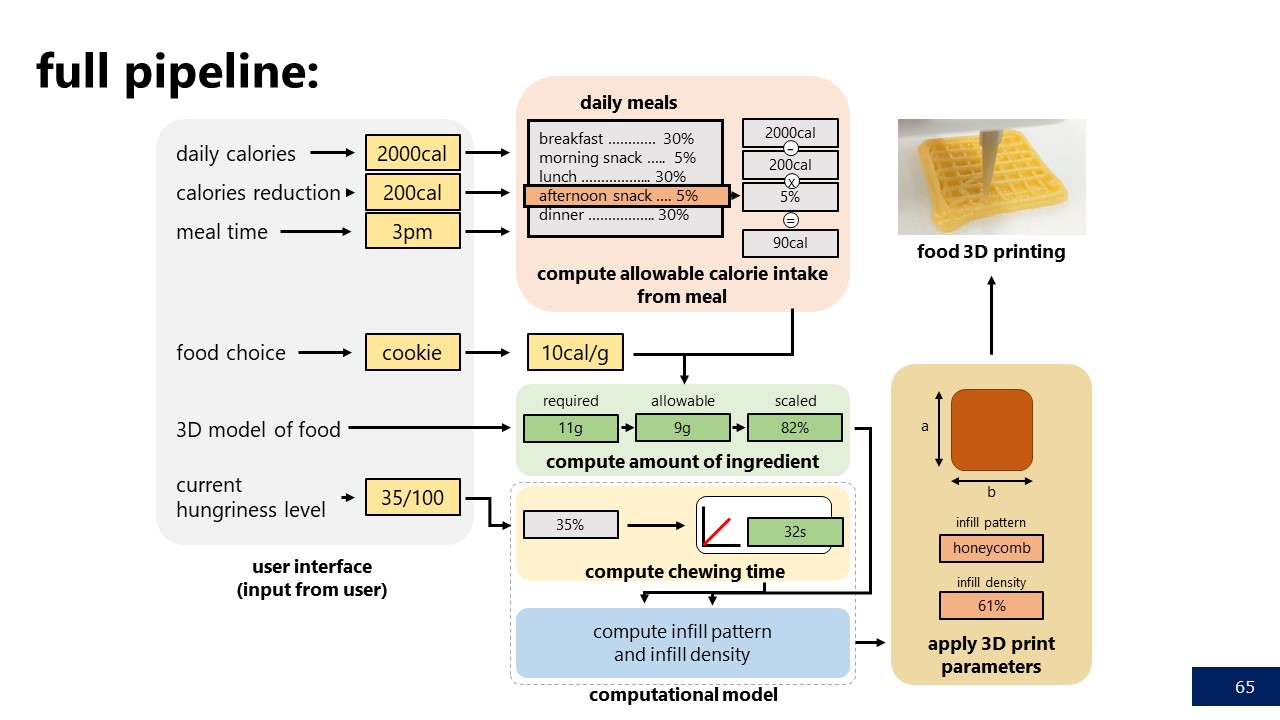 full pipeline:
daily calories
2000cal
calories reduction
200cal
meal time
3pm
food choice
cookie
10cal/g
3D model of food
current
hungriness level
35/100
user interface
(input from user)
daily meals
breakfast ............ 30%
morning snack ..... 5%
lunch .................. 30%
afternoon snack .... 5%
dinner ................. 30%
2000cal
-
200cal
x
5%
=
90cal
compute allowable calorie intake
from meal
required
allowable
scaled
11g
9g
82%
compute amount of ingredient
35%
32s
compute chewing time
compute infill pattern
and infill density
computational model
food 3D printing
a
b
infill pattern
honeycomb
infill density
61%
apply 3D print
parameters
65